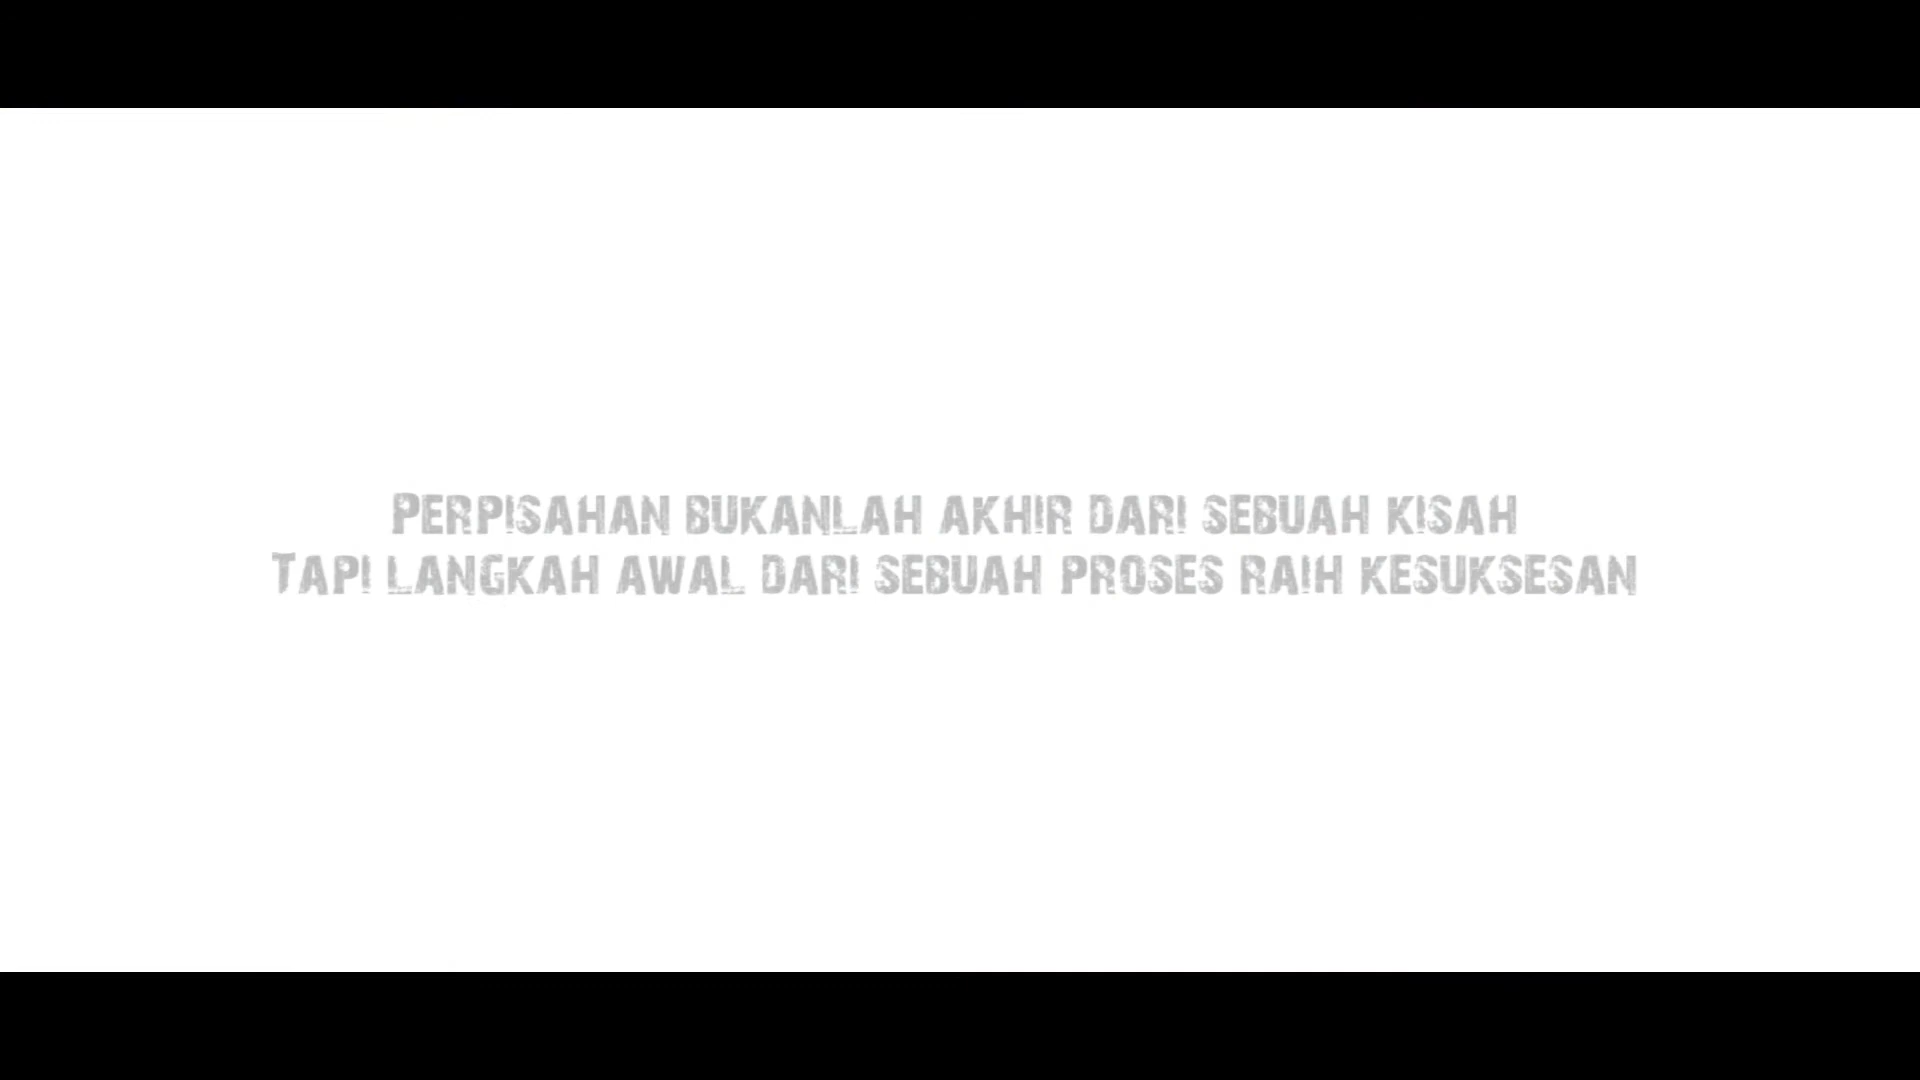 Perpisahan bukanlah akhir dari sebuah kisah
Tapi langkah awal dari sebuah proses raih kesuksesan